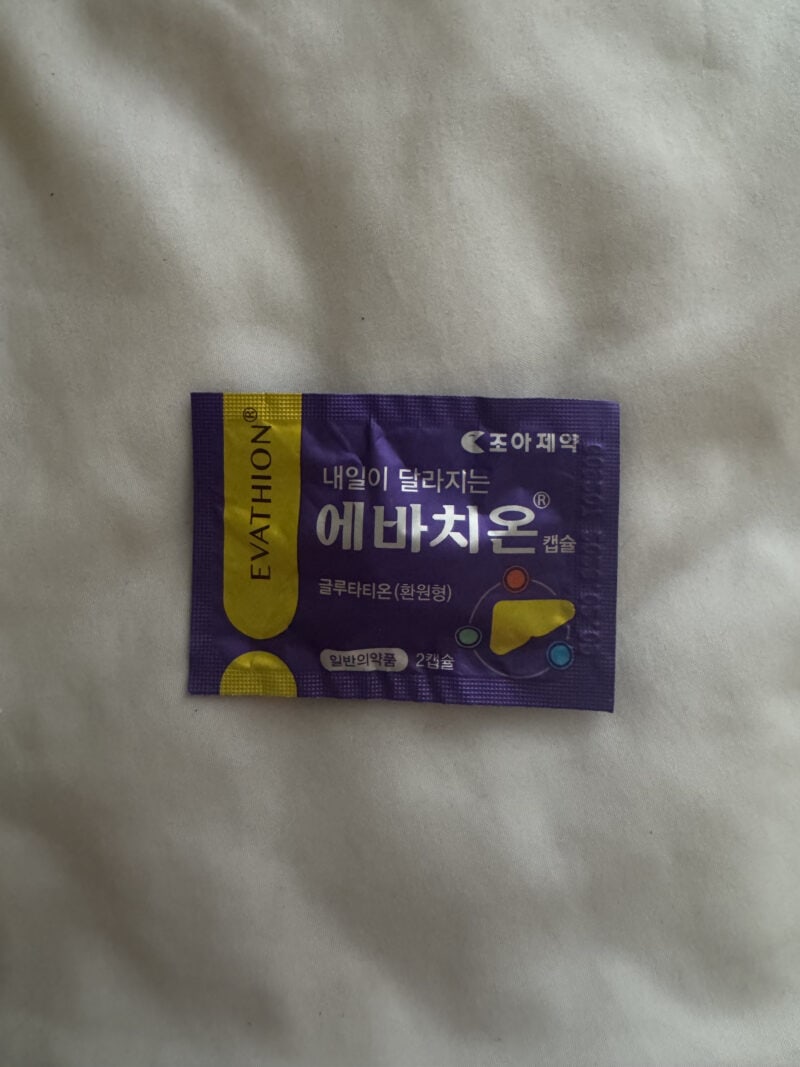 EVATHION®
조아제약
내일이 달라지는
에바치온® 캡슐
글루타티온(환원형)
일반의약품 2캡슐